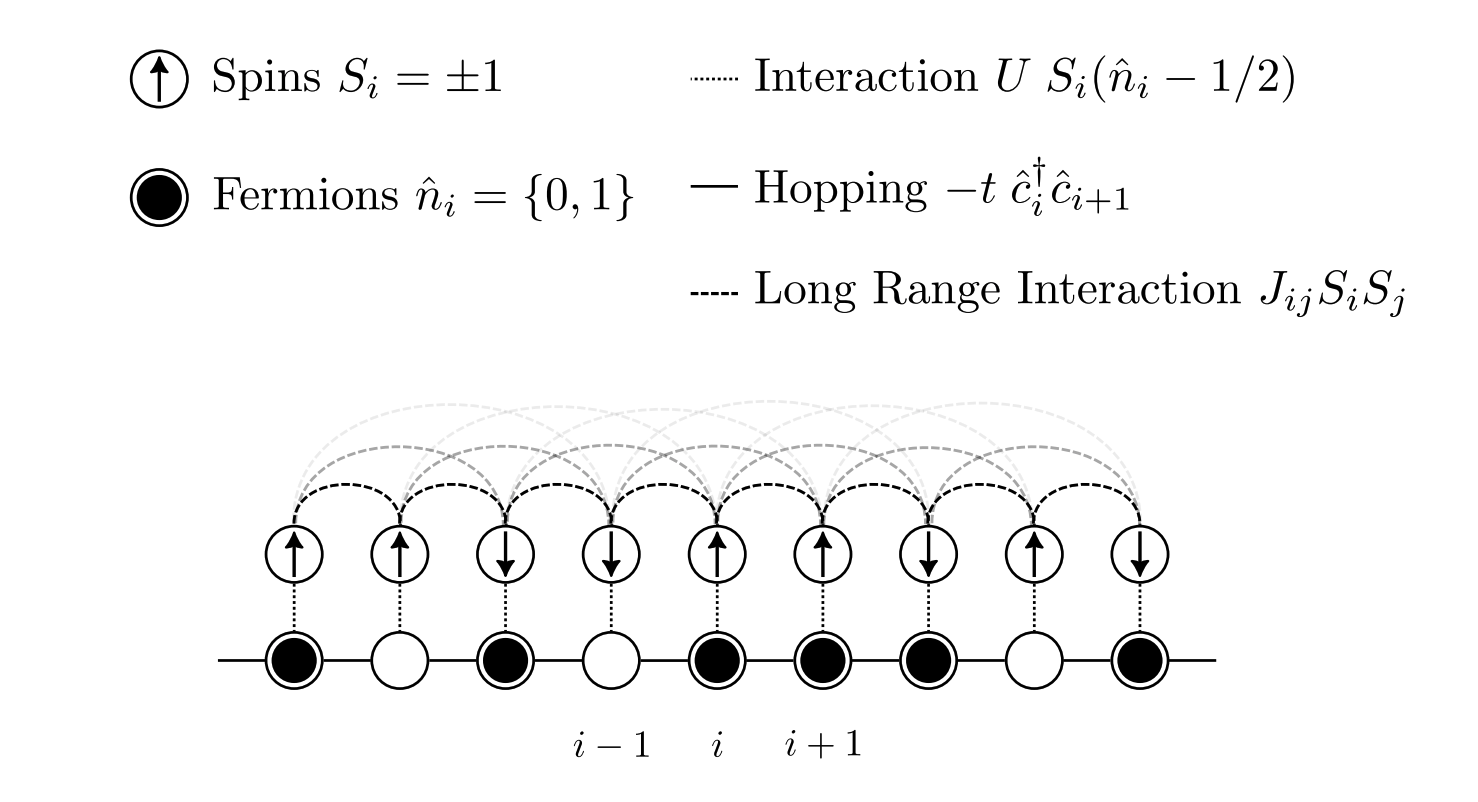 Spins $S_i = \pm 1$
Interaction $U \ S_i(\hat{n}_i - 1/2)$
Fermions $\hat{n}_i = \{0, 1\}$
Hopping $-t \ \hat{c}_i^\dagger \hat{c}_{i+1}$
Long Range Interaction $J_{ij} S_i S_j$
$i-1$ $i$ $i+1$